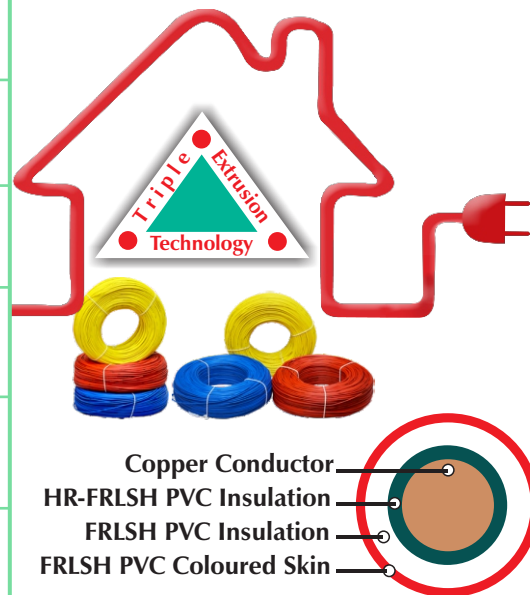 Triple Extrusion
Technology
Copper Conductor
HR-FRLSH PVC Insulation
FRLSH PVC Insulation
FRLSH PVC Coloured Skin